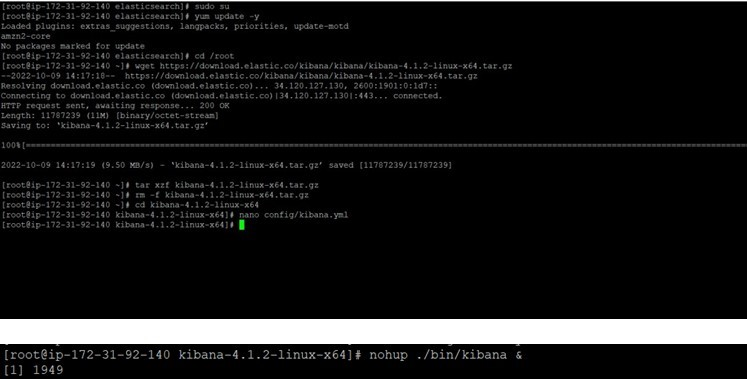 [root@ip-172-31-92-140 elasticsearch]# sudo su
[root@ip-172-31-92-140 elasticsearch]# yum update -y
Loaded plugins: extras_suggestions, langpacks, priorities, update-motd
amzn2-core
No packages marked for update
[root@ip-172-31-92-140 elasticsearch]# cd /root
[root@ip-172-31-92-140 ~]# wget https://download.elastic.co/kibana/kibana/kibana-4.1.2-linux-x64.tar.gz
--2022-10-09 14:17:18-- https://download.elastic.co/kibana/kibana/kibana-4.1.2-linux-x64.tar.gz
Resolving download.elastic.co (download.elastic.co)... 34.120.127.130, 2600:1901:0:1d7::
Connecting to download.elastic.co (download.elastic.co)|34.120.127.130|:443... connected.
HTTP request sent, awaiting response... 200 OK
Length: 11787239 (11M) [binary/octet-stream]
Saving to: ‘kibana-4.1.2-linux-x64.tar.gz’
100%[==============================================================
2022-10-09 14:17:19 (9.50 MB/s) - ‘kibana-4.1.2-linux-x64.tar.gz’ saved [11787239/11787239]
[root@ip-172-31-92-140 ~]# tar xzf kibana-4.1.2-linux-x64.tar.gz
[root@ip-172-31-92-140 ~]# rm -f kibana-4.1.2-linux-x64.tar.gz
[root@ip-172-31-92-140 ~]# cd kibana-4.1.2-linux-x64
[root@ip-172-31-92-140 kibana-4.1.2-linux-x64]# nano config/kibana.yml
[root@ip-172-31-92-140 kibana-4.1.2-linux-x64]#
[root@ip-172-31-92-140 kibana-4.1.2-linux-x64]# nohup ./bin/kibana &
[1] 1949